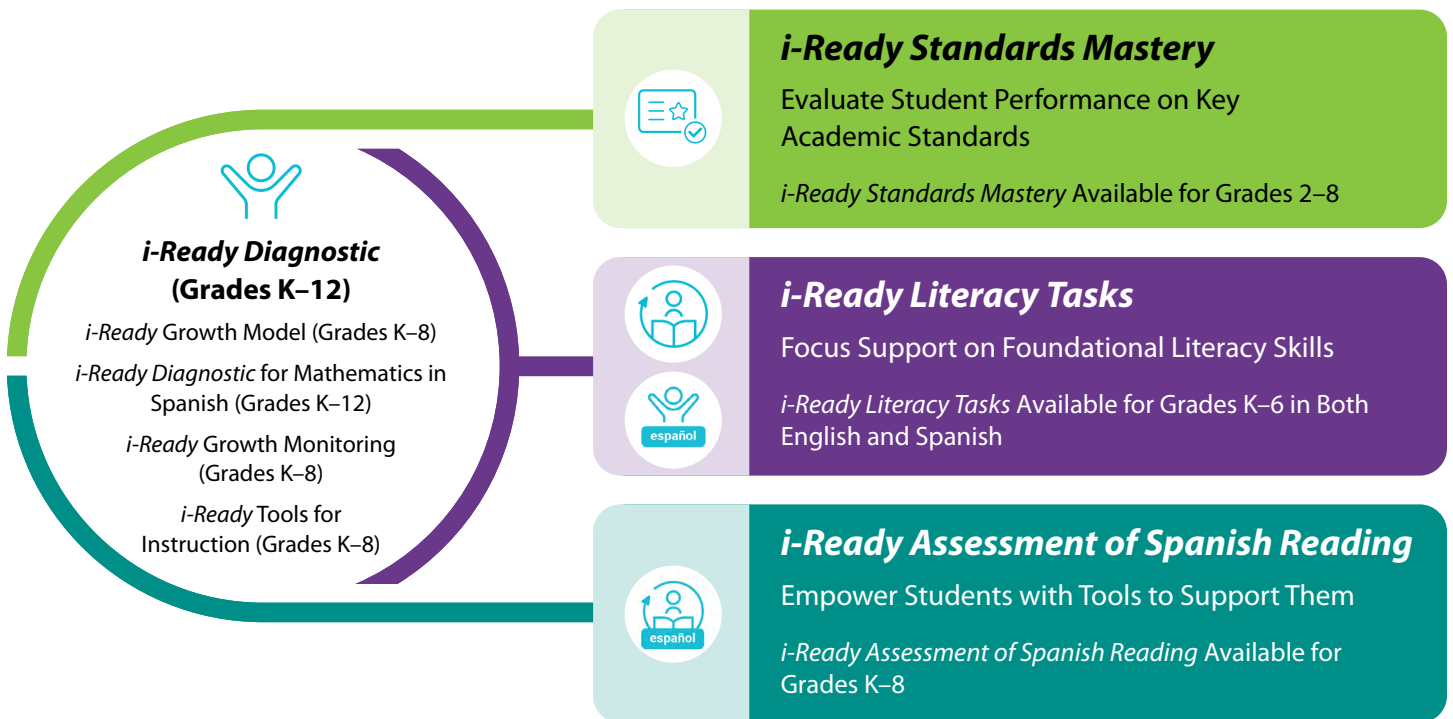 i-Ready Diagnostic
(Grades K–12)
i-Ready Growth Model (Grades K–8)
i-Ready Diagnostic for Mathematics in
Spanish (Grades K–12)
i-Ready Growth Monitoring
(Grades K–8)
i-Ready Tools for
Instruction (Grades K–8)
i-Ready Standards Mastery
Evaluate Student Performance on Key
Academic Standards
i-Ready Standards Mastery Available for Grades 2–8
español
i-Ready Literacy Tasks
Focus Support on Foundational Literacy Skills
i-Ready Literacy Tasks Available for Grades K–6 in Both
English and Spanish
español
i-Ready Assessment of Spanish Reading
Empower Students with Tools to Support Them
i-Ready Assessment of Spanish Reading Available for
Grades K–8